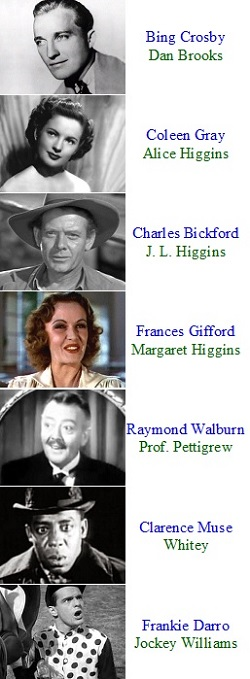 Bing Crosby
Dan Brooks
Coleen Gray
Alice Higgins
Charles Bickford
J. L. Higgins
Frances Gifford
Margaret Higgins
Raymond Walburn
Prof. Pettigrew
Clarence Muse
Whitey
Frankie Darro
Jockey Williams